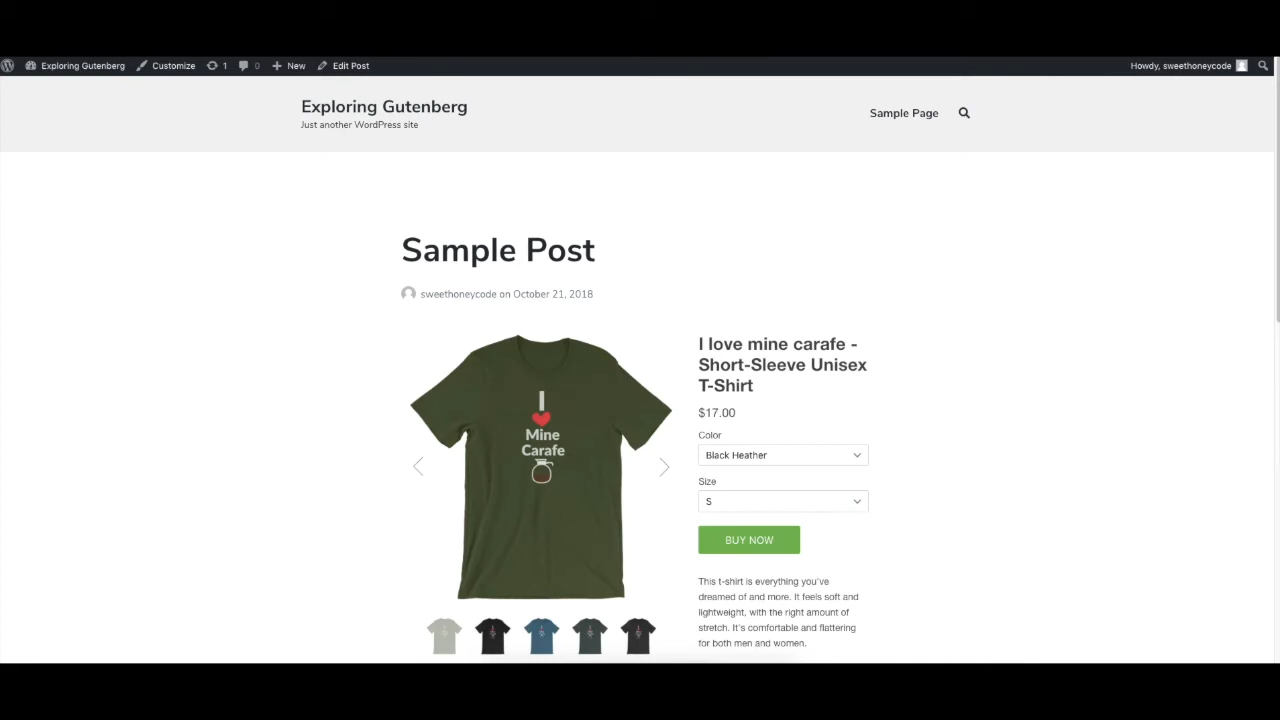 Exploring Gutenberg
Customize
1
0
New
Edit Post
Howdy, sweethoneycode
Exploring Gutenberg
Just another WordPress site
Sample Page
Sample Post
sweethoneycode on October 21, 2018
I
Mine
Carafe
I love mine carafe -
Short-Sleeve Unisex
T-Shirt
$17.00
Color
Black Heather
Size
S
BUY NOW
This t-shirt is everything you've
dreamed of and more. It feels soft and
lightweight, with the right amount of
stretch. It's comfortable and flattering
for both men and women.